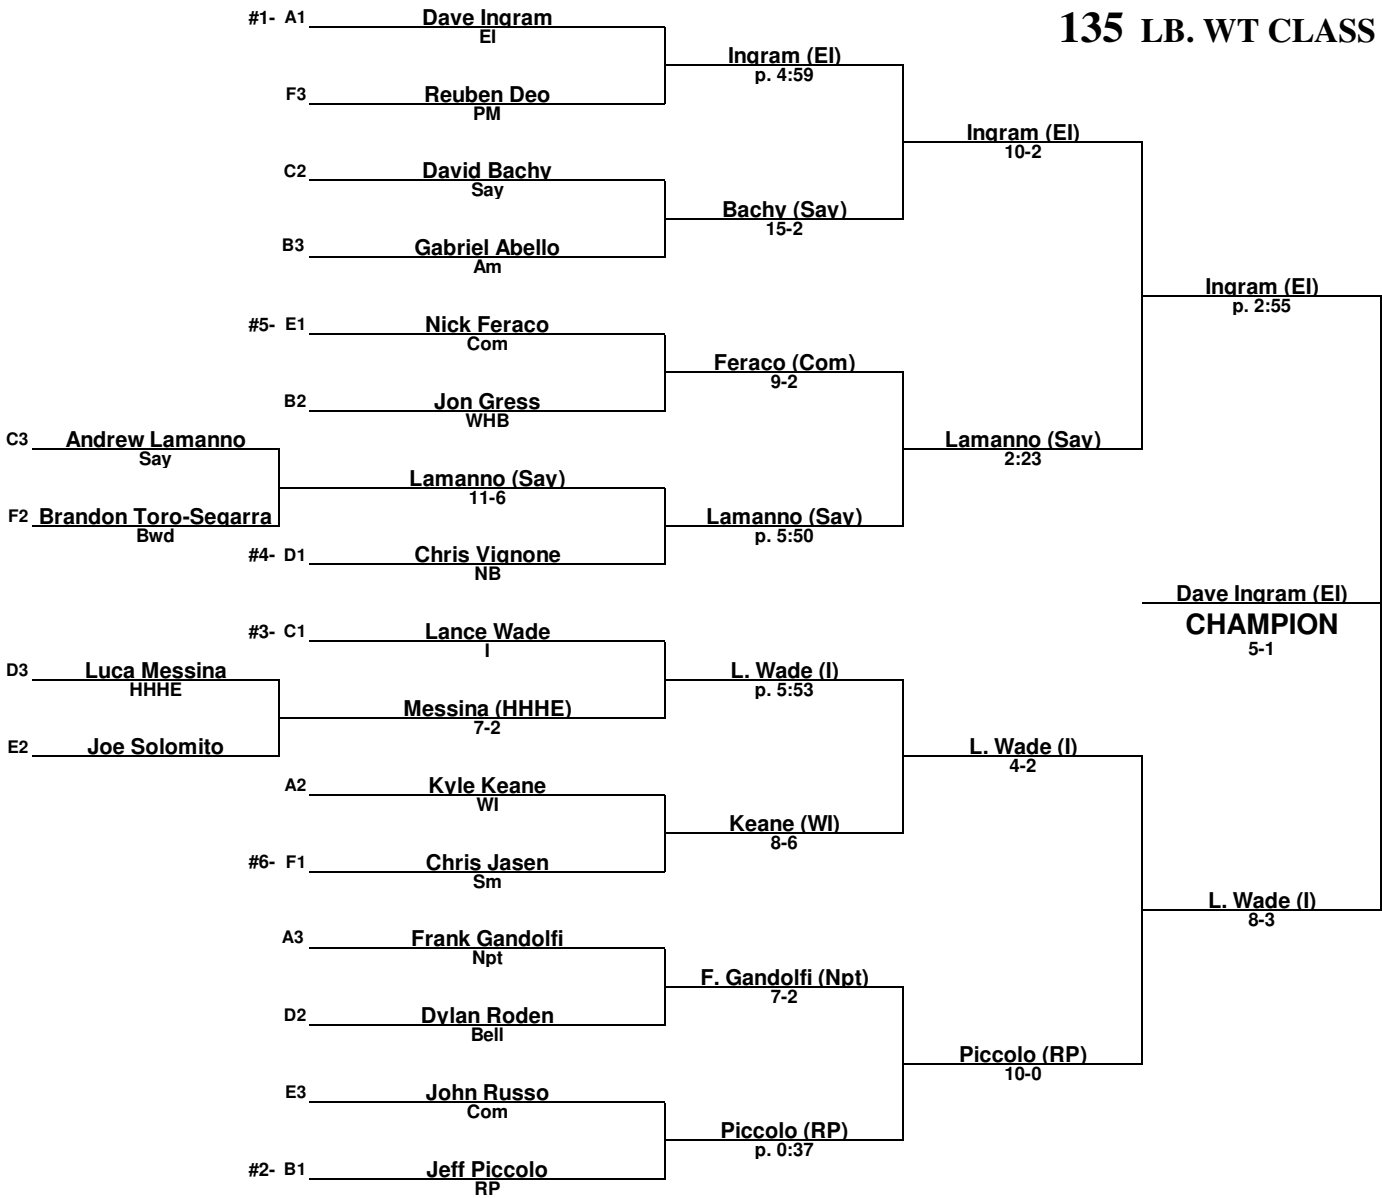 135 LB. WT CLASS
#1- A1 Dave Ingram
EI
F3 Reuben Deo
PM
C2 David Bachy
Say
B3 Gabriel Abello
Am
#5- E1 Nick Feraco
Com
B2 Jon Gress
WHB
C3 Andrew Lamanno
Say
F2 Brandon Toro-Segarra
Bwd
Lamanno (Say)
11-6
#4- D1 Chris Vignone
NB
#3- C1 Lance Wade
I
D3 Luca Messina
HHHE
E2 Joe Solomito
Messina (HHHE)
7-2
A2 Kyle Keane
WI
#6- F1 Chris Jasen
Sm
A3 Frank Gandolfi
Npt
D2 Dylan Roden
Bell
E3 John Russo
Com
#2- B1 Jeff Piccolo
RP
Ingram (EI)
p. 4:59
Bachy (Say)
15-2
Feraco (Com)
9-2
Lamanno (Say)
p. 5:50
L. Wade (I)
p. 5:53
Keane (WI)
8-6
F. Gandolfi (Npt)
7-2
Piccolo (RP)
p. 0:37
Ingram (EI)
10-2
Lamanno (Say)
2:23
L. Wade (I)
4-2
Piccolo (RP)
10-0
Ingram (EI)
p. 2:55
L. Wade (I)
8-3
Dave Ingram (EI)
CHAMPION
5-1